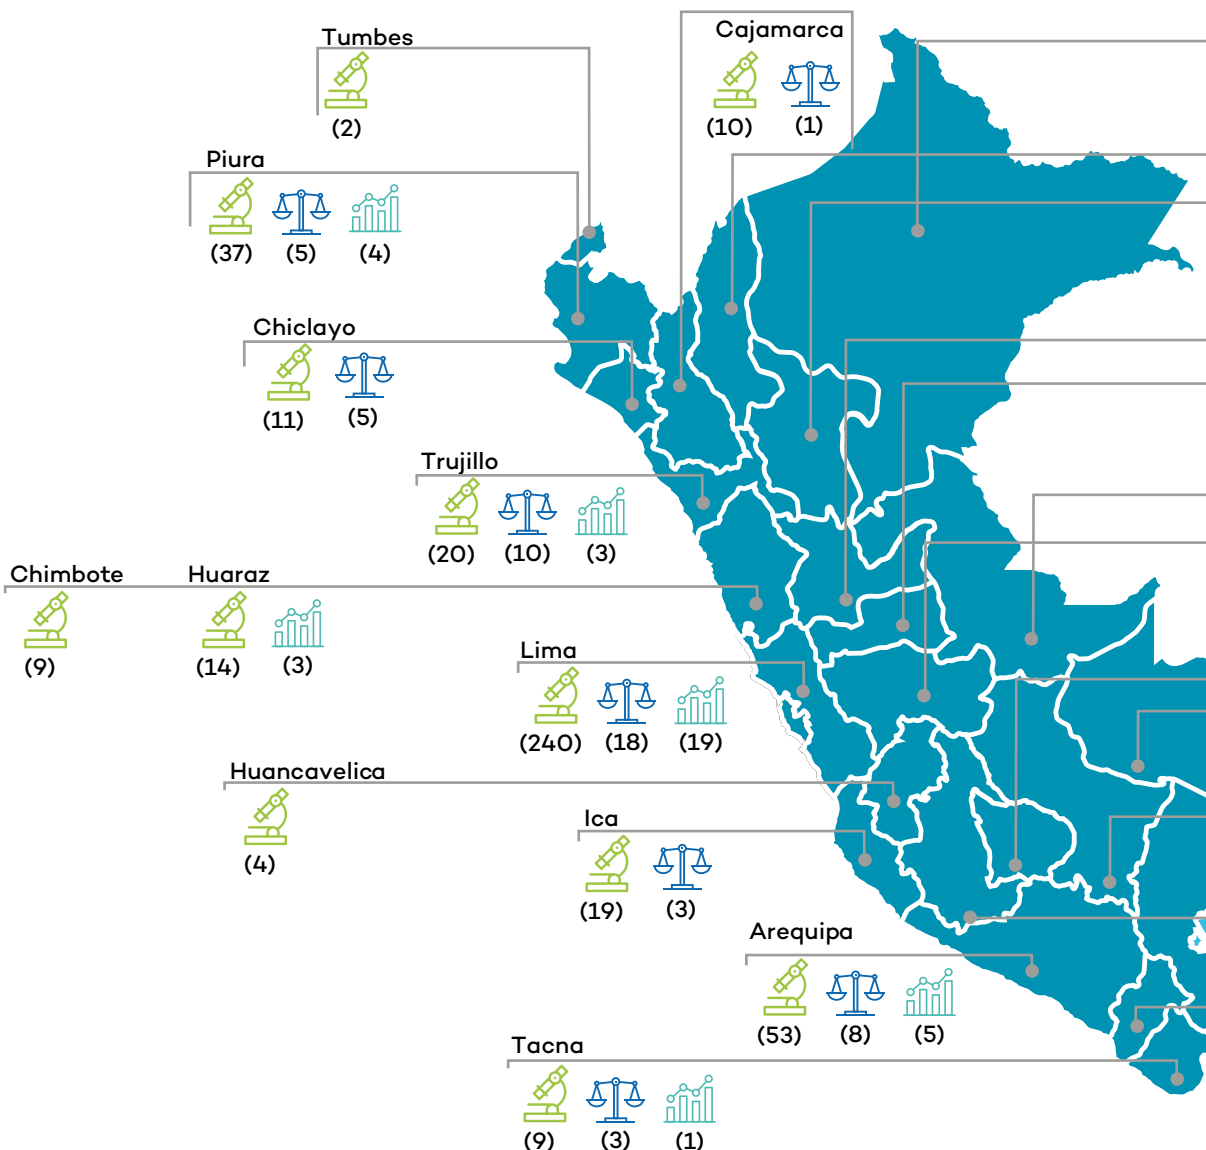 Tumbes
(2)
Cajamarca
(10) (1)
Piura
(37) (5) (4)
Chiclayo
(11) (5)
Trujillo
(20) (10) (3)
Chimbote Huaraz
(9) (14) (3)
Lima
(240) (18) (19)
Huancavelica
(4)
Ica
(19) (3)
Arequipa
(53) (8) (5)
Tacna
(9) (3) (1)